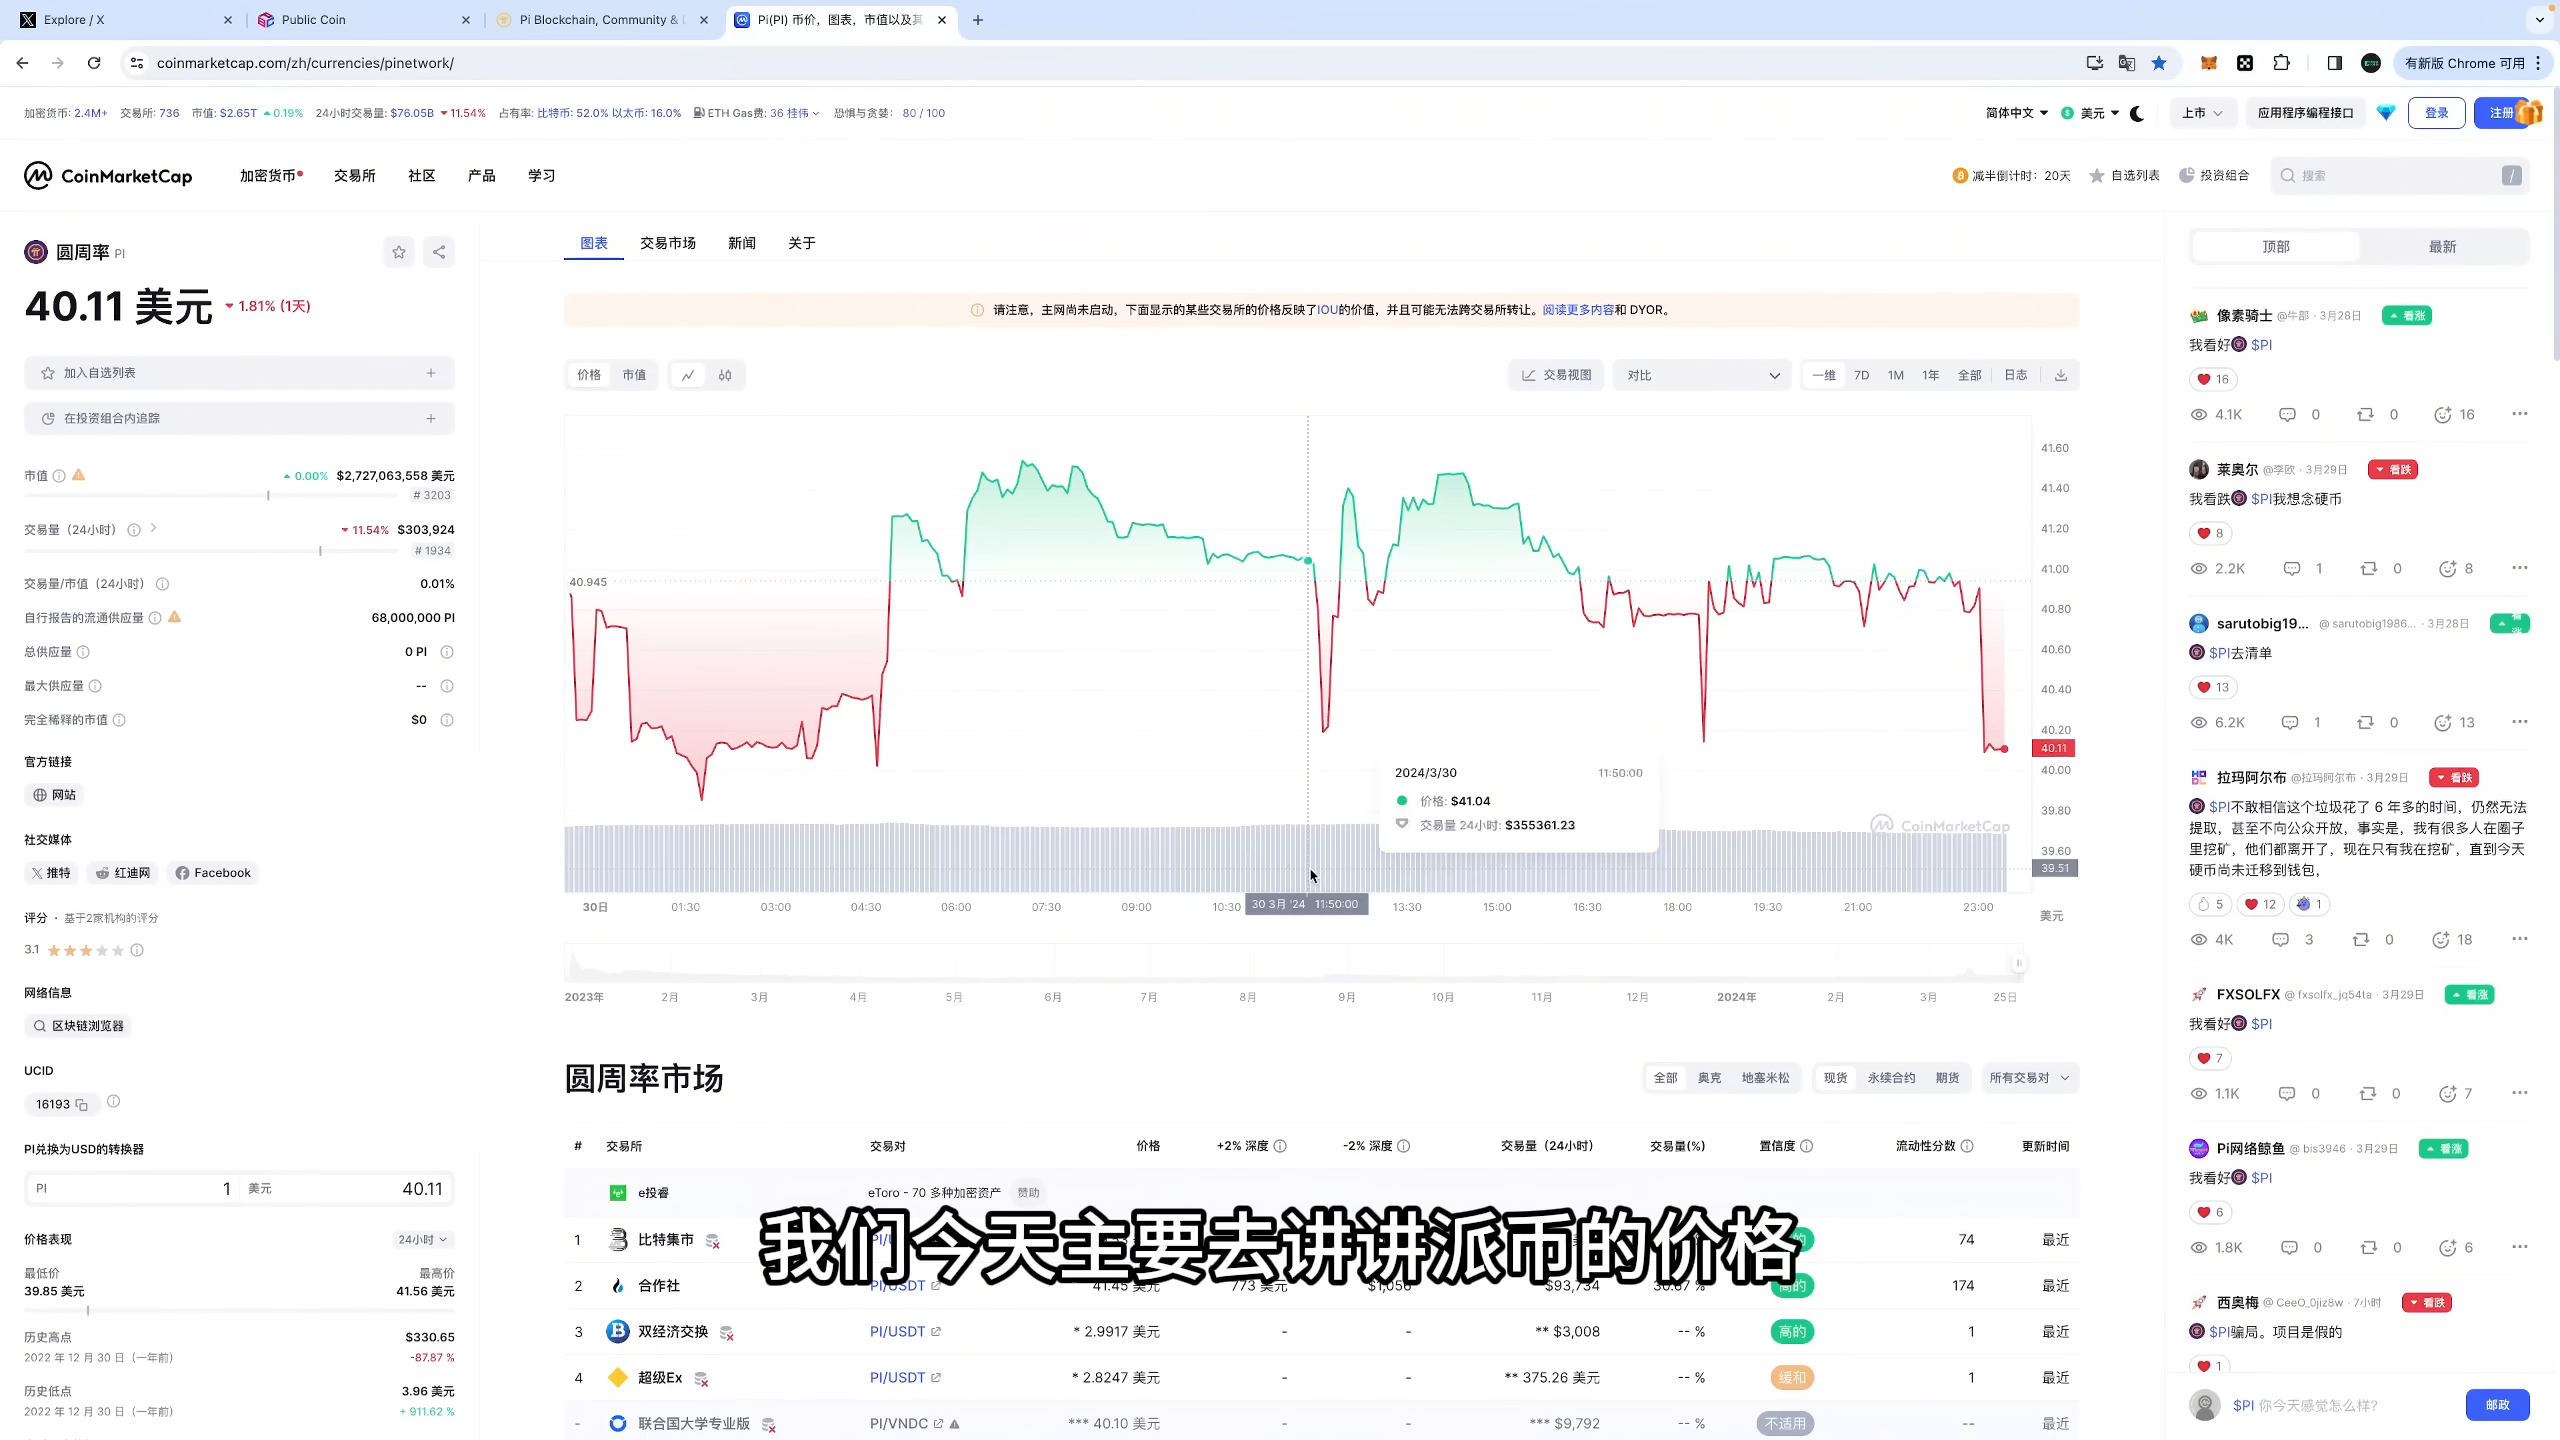 Explore / X
Public Coin
Pi Blockchain, Community &
Pi(PI) 币价，图表，市值以及其
coinmarketcap.com/zh/currencies/pinetwork/
有新版 Chrome 可用
加密货币: 2.4M+ 交易所: 736 市值: $2.65T 0.19% 24小时交易量: $76.05B 11.54% 占有率: 比特币: 52.0% 以太币: 16.0% ETH Gas费: 36 桂伟 恐惧与贪婪: 80 / 100
简体中文 美元 上市 应用程序编程接口 登录 注册
CoinMarketCap 加密货币 交易所 社区 产品 学习
减半倒计时：20天 自选列表 投资组合 搜索 /
圆周率 PI
40.11 美元 1.81% (1天)
加入自选列表 +
在投资组合内追踪 +
市值 0.00% $2,727,063,558 美元
# 3203
交易量（24小时） 11.54% $303,924
# 1934
交易量/市值（24小时） 0.01%
自行报告的流通供应量 68,000,000 PI
总供应量 0 PI
最大供应量 --
完全稀释的市值 $0
官方链接
网站
社交媒体
推特 红迪网 Facebook
评分 · 基于2家机构的评分
3.1
网络信息
区块链浏览器
UCID
16193
PI兑换为USD的转换器
PI 1 美元 40.11
价格表现 24小时
最低价 最高价
39.85 美元 41.56 美元
历史高点 $330.65
2022 年 12 月 30 日（一年前） -87.87 %
历史低点 3.96 美元
2022 年 12 月 30 日（一年前） + 911.62 %
图表 交易市场 新闻 关于
请注意，主网尚未启动，下面显示的某些交易所的价格反映了IOU的价值，并且可能无法跨交易所转让。阅读更多内容和 DYOR。
价格 市值
交易视图 对比 一维 7D 1M 1年 全部 日志
41.60
41.40
41.20
41.00
40.80
40.60
40.40
40.20
40.11
40.00
39.80
39.60
39.51
美元
40.945
2024/3/30 11:50:00
价格: $41.04
交易量 24小时: $355361.23
CoinMarketCap
30日 01:30 03:00 04:30 06:00 07:30 09:00 10:30 30 3月 '24 11:50:00 13:30 15:00 16:30 18:00 19:30 21:00 23:00
2023年 2月 3月 4月 5月 6月 7月 8月 9月 10月 11月 12月 2024年 2月 3月 25日
圆周率市场
全部 奥克 地塞米松 现货 永续合约 期货 所有交易对
# 交易所 交易对 价格 +2% 深度 -2% 深度 交易量（24小时） 交易量(%) 置信度 流动性分数 更新时间
e投睿 eToro - 70 多种加密资产 赞助
1 比特集市 74 最近
2 合作社 PI/USDT 41.45 美元 773 美元 $1,056 $93,734 30.67 % 高的 174 最近
3 双经济交换 PI/USDT * 2.9917 美元 - - ** $3,008 -- % 高的 1 最近
4 超级Ex PI/USDT * 2.8247 美元 - - ** 375.26 美元 -- % 缓和 1 最近
- 联合国大学专业版 PI/VNDC *** 40.10 美元 - - *** $9,792 -- % 不适用 -- 最近
我们今天主要去讲讲派币的价格
顶部 最新
像素骑士 @牛部 · 3月28日 看涨
我看好 $PI
16
4.1K 0 0 16
莱奥尔 @李欧 · 3月29日 看跌
我看跌 $PI我想念硬币
8
2.2K 1 0 8
sarutobig19... @ sarutobig1986... · 3月28日
$PI去清单
13
6.2K 1 0 13
拉玛阿尔布 @拉玛阿尔布 · 3月29日 看跌
$PI不敢相信这个垃圾花了 6 年多的时间，仍然无法
提取，甚至不向公众开放，事实是，我有很多人在圈子
里挖矿，他们都离开了，现在只有我在挖矿，直到今天
硬币尚未迁移到钱包，
5 12 1
4K 3 0 18
FXSOLFX @ fxsolfx_jq54ta · 3月29日 看涨
我看好 $PI
7
1.1K 0 0 7
Pi网络鲸鱼 @ bis3946 · 3月29日 看涨
我看好 $PI
6
1.8K 0 0 6
西奥梅 @ CeeO_0jiz8w · 7小时 看跌
$PI骗局。项目是假的
1
$PI 你今天感觉怎么样? 邮政